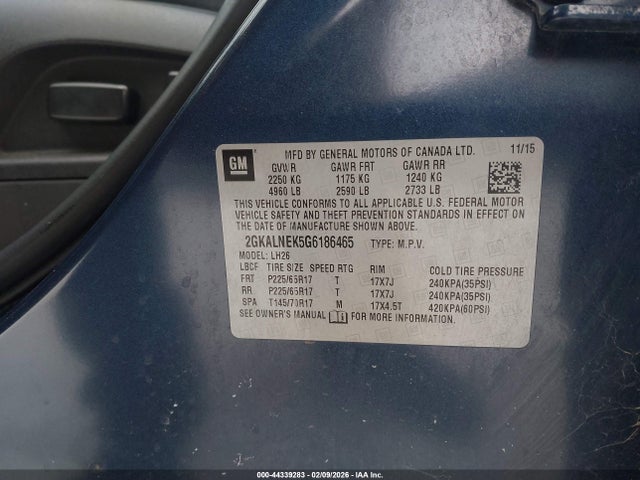 GM
MFD BY GENERAL MOTORS OF CANADA LTD. 11/15
GVWR GAWR FRT GAWR RR
2250 KG 1175 KG 1240 KG
4960 LB 2590 LB 2733 LB
THIS VEHICLE CONFORMS TO ALL APPLICABLE U.S. FEDERAL MOTOR
VEHICLE SAFETY AND THEFT PREVENTION STANDARDS IN EFFECT ON
THE DATE OF MANUFACTURE SHOWN ABOVE.
2GKALNEK5G6186465 TYPE: M.P.V.
MODEL: LH26
LBCF TIRE SIZE SPEED RTG RIM COLD TIRE PRESSURE
FRT P225/65R17 T 17X7J 240KPA(35PSI)
RR P225/65R17 T 17X7J 240KPA(35PSI)
SPA T145/70R17 M 17X4.5T 420KPA(60PSI)
SEE OWNER'S MANUAL FOR MORE INFORMATION.
000-44339283 - 02/09/2026 - IAA Inc.